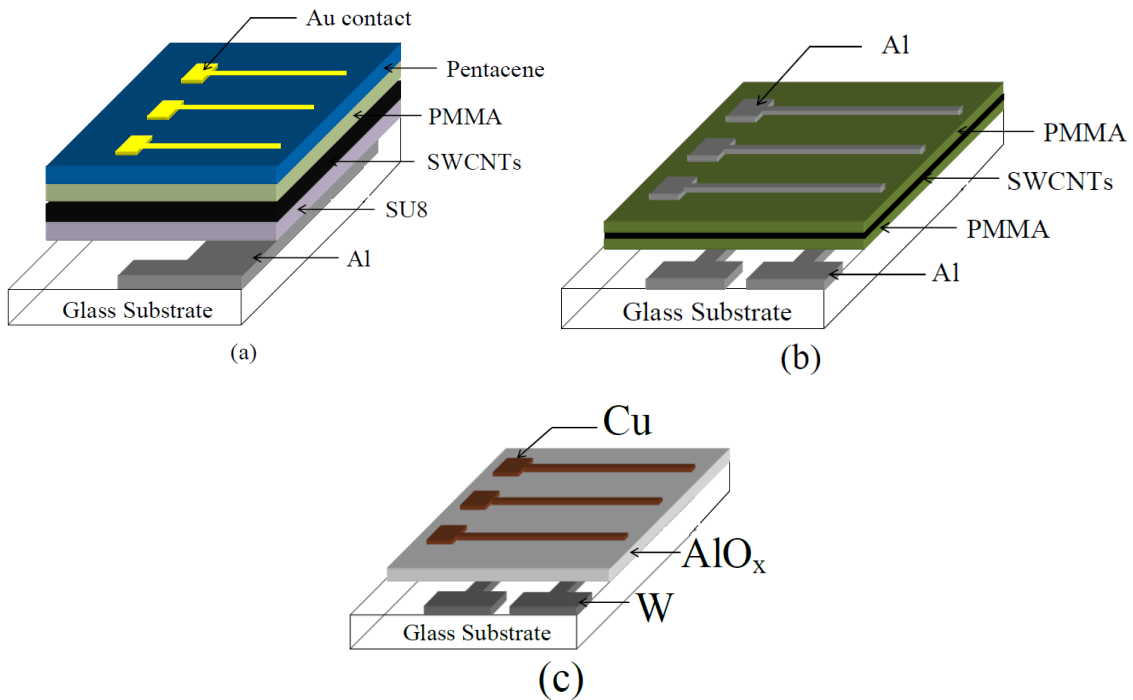 Au contact
Pentacene
PMMA
SWCNTs
SU8
Al
Glass Substrate
(a)
Al
PMMA
SWCNTs
PMMA
Al
Glass Substrate
(b)
Cu
AlOx
W
Glass Substrate
(c)